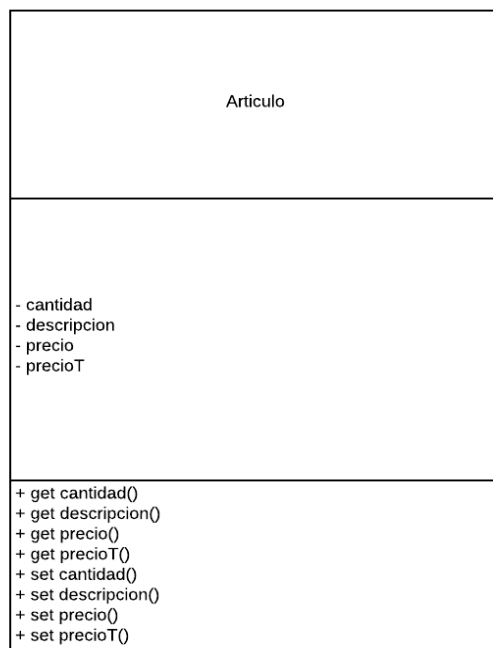 Articulo
- cantidad
- descripcion
- precio
- precioT
+ get cantidad()
+ get descripcion()
+ get precio()
+ get precioT()
+ set cantidad()
+ set descripcion()
+ set precio()
+ set precioT()